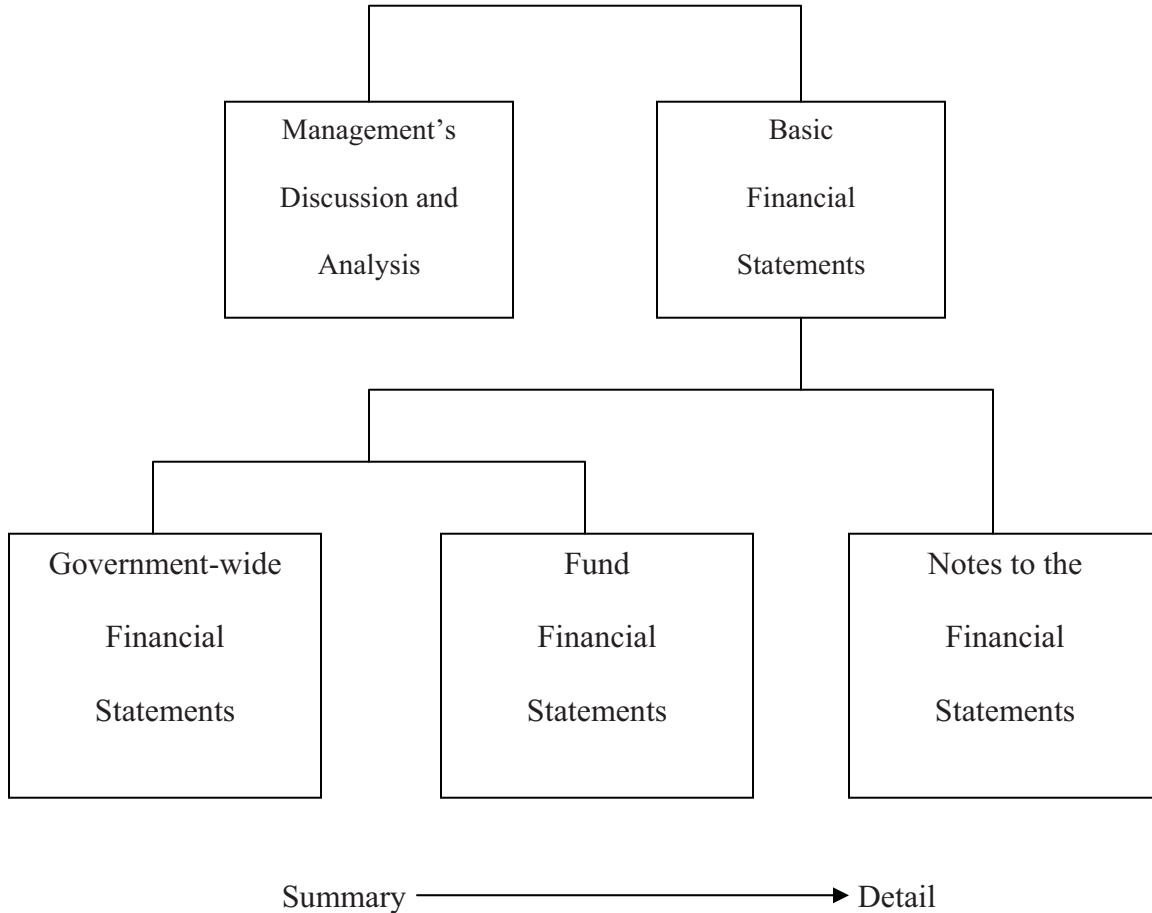 Management’s
Discussion and
Analysis
Basic
Financial
Statements
Government-wide
Financial
Statements
Fund
Financial
Statements
Notes to the
Financial
Statements
Summary
Detail